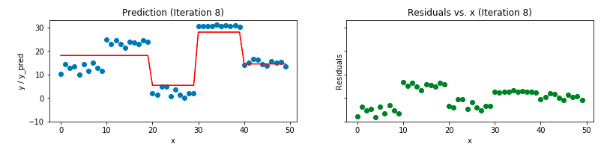 Prediction (Iteration 8)
y / y_pred
30
20
10
0
−10
0
10
20
30
40
50
x
Residuals vs. x (Iteration 8)
Residuals
0
10
20
30
40
50
x